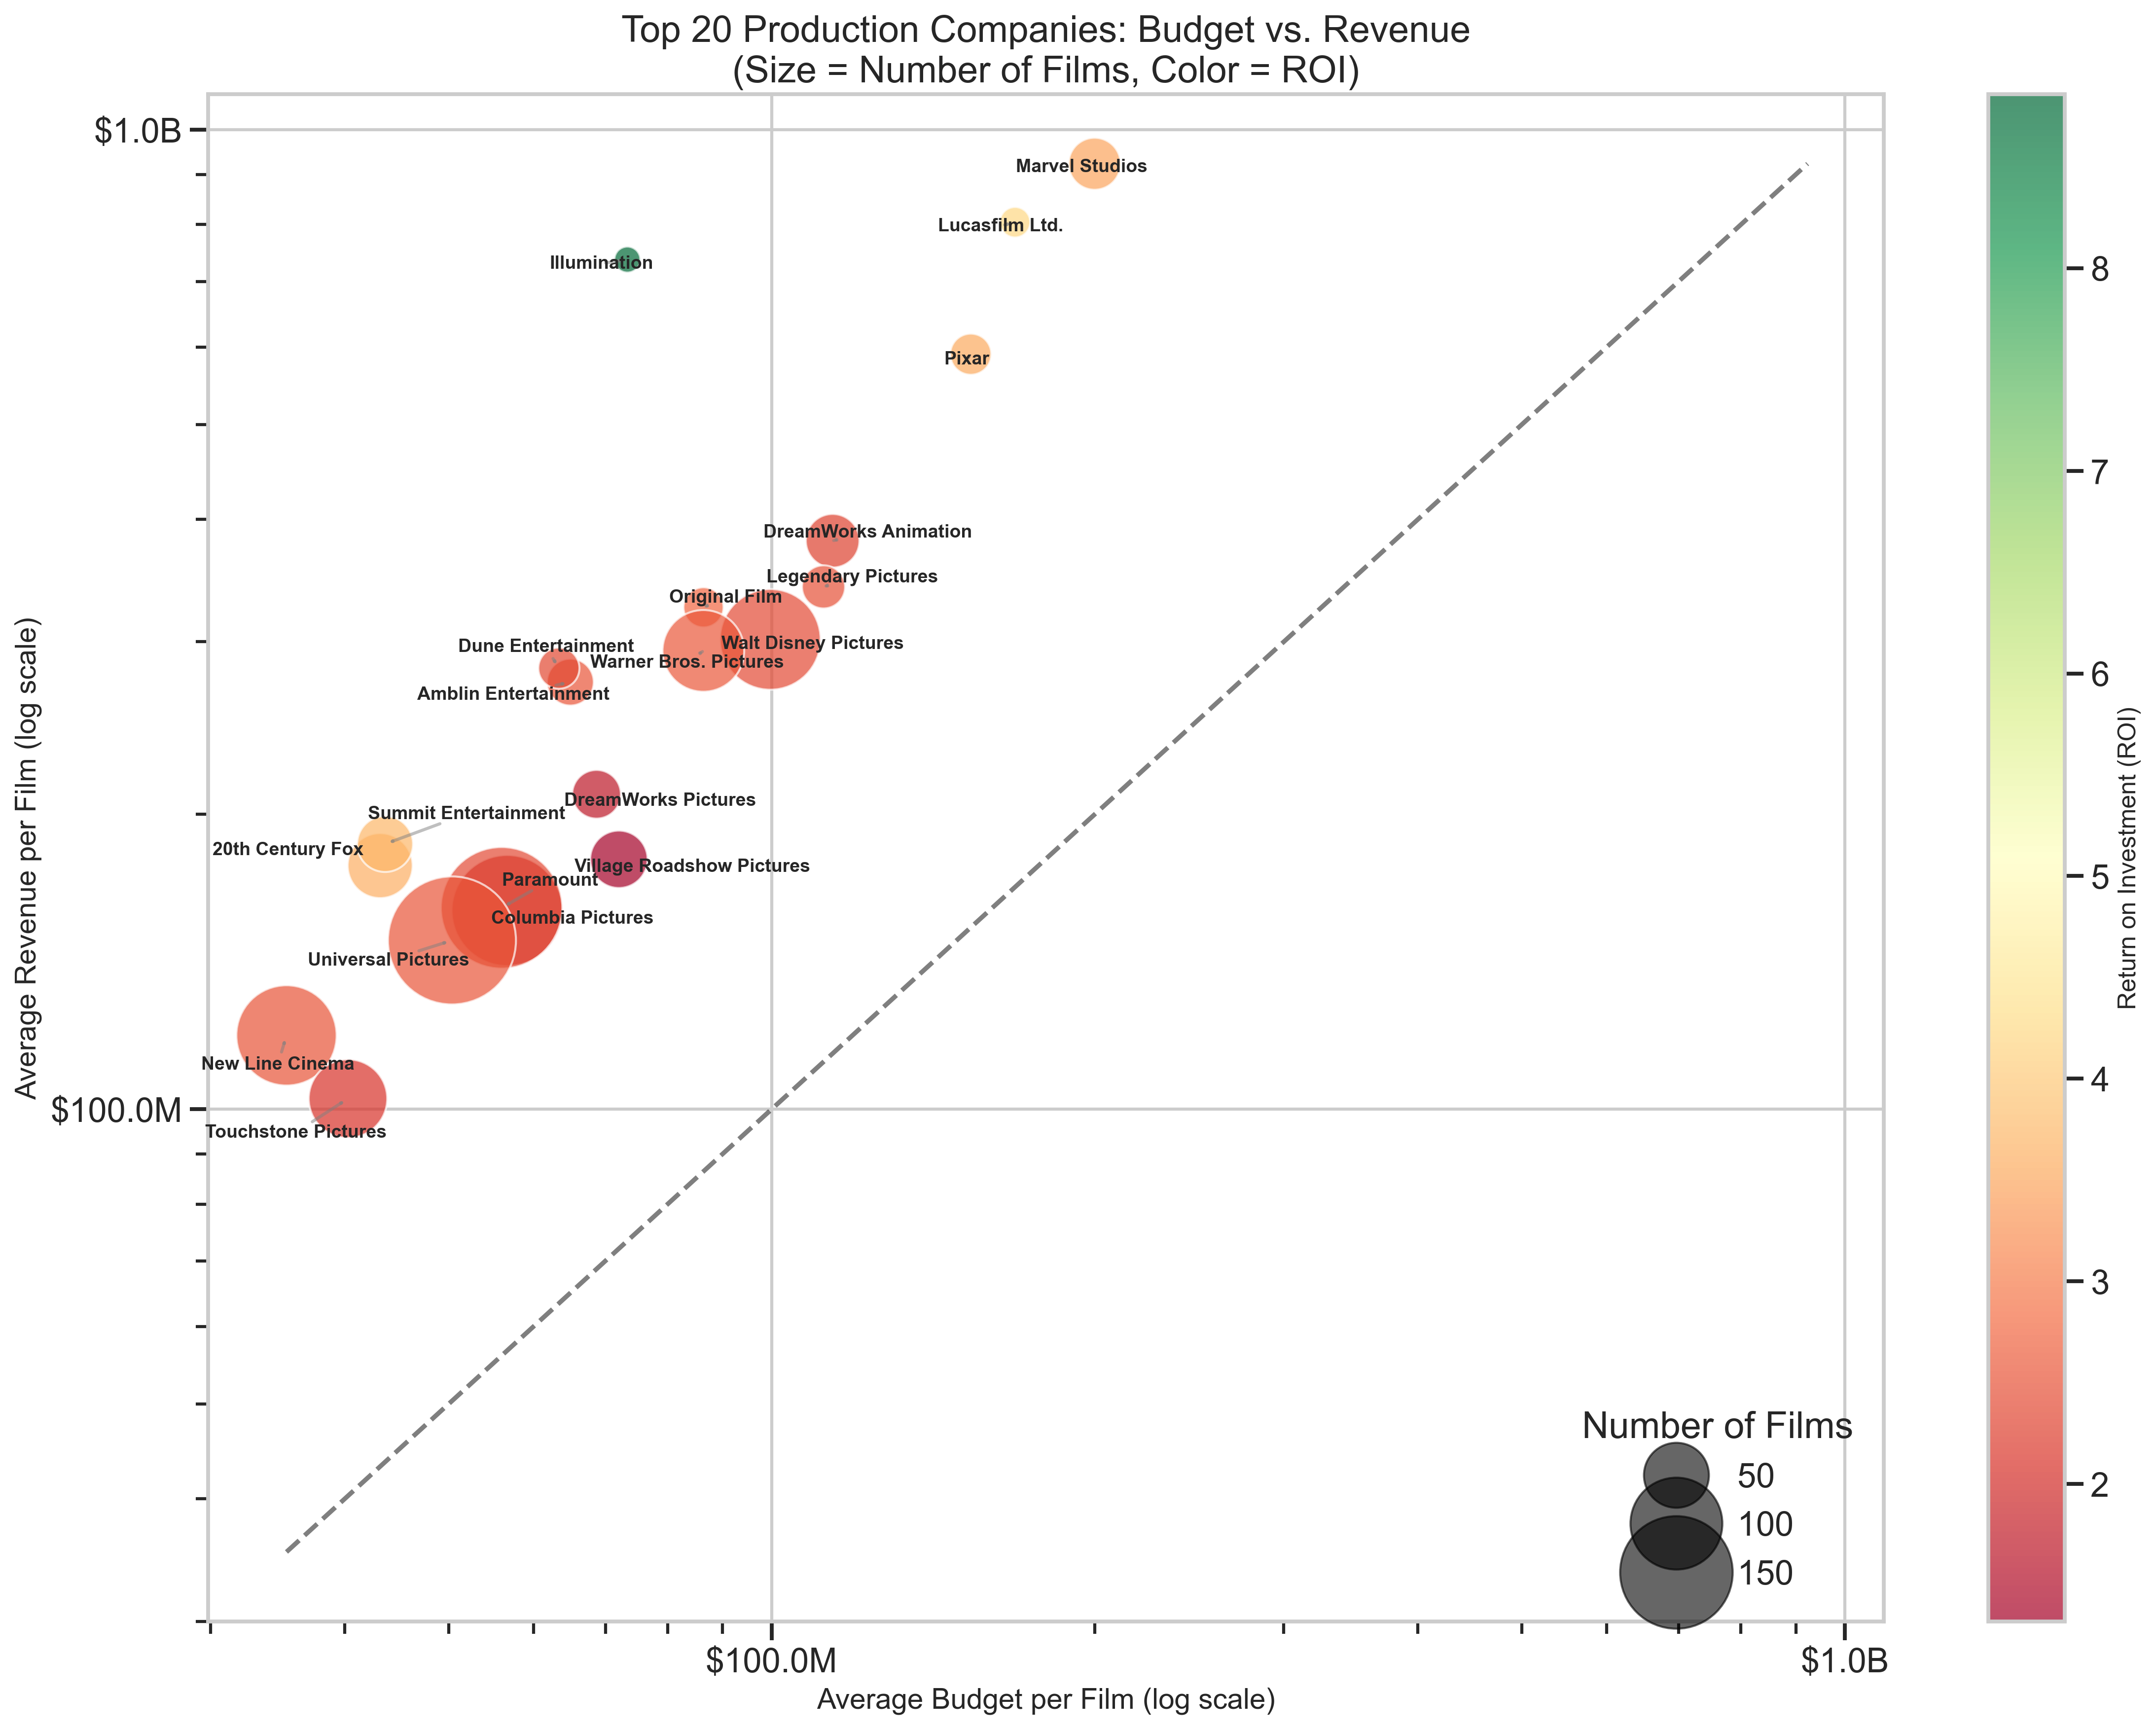 Top 20 Production Companies: Budget vs. Revenue
(Size = Number of Films, Color = ROI)
$1.0B
$100.0M
Average Revenue per Film (log scale)
Marvel Studios
Lucasfilm Ltd.
Illumination
Pixar
DreamWorks Animation
Legendary Pictures
Original Film
Walt Disney Pictures
Dune Entertainment
Warner Bros. Pictures
Amblin Entertainment
DreamWorks Pictures
Summit Entertainment
20th Century Fox
Village Roadshow Pictures
Paramount
Columbia Pictures
Universal Pictures
New Line Cinema
Touchstone Pictures
Number of Films
50
100
150
$100.0M
$1.0B
Average Budget per Film (log scale)
8
7
6
5
4
3
2
Return on Investment (ROI)